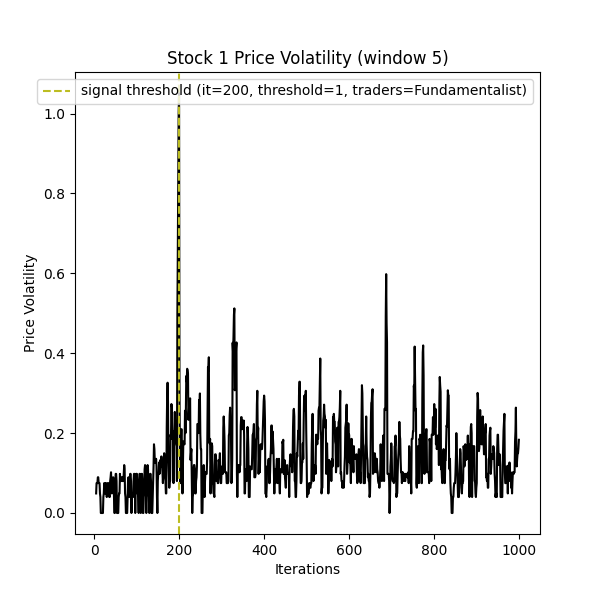 Stock 1 Price Volatility (window 5)
signal threshold (it=200, threshold=1, traders=Fundamentalist)
1.0
0.8
0.6
0.4
0.2
0.0
Price Volatility
0 200 400 600 800 1000
Iterations